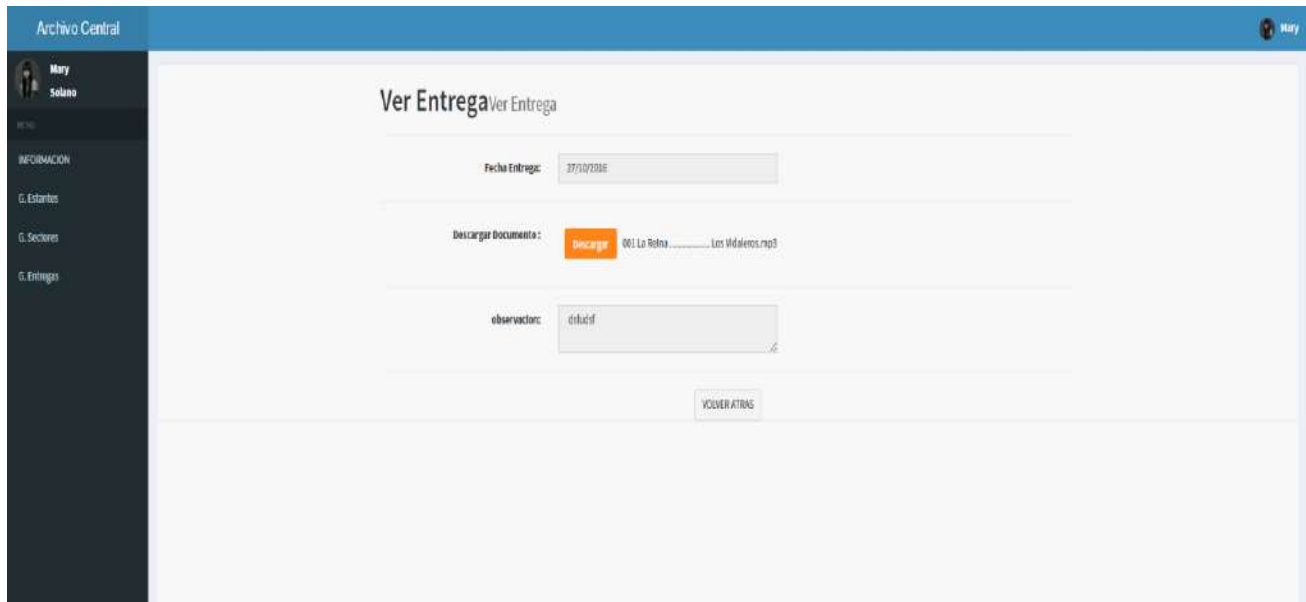 Archivo Central
Mary
Mary
Solano
MENU
INFORMACION
G. Estantes
G. Sectores
G. Entregas
Ver Entrega Ver Entrega
Fecha Entrega: 27/10/2016
Descargar Documento : Descargar 001 La Reina................. Los Vidaleros.mp3
observacion:
VOLVER ATRAS